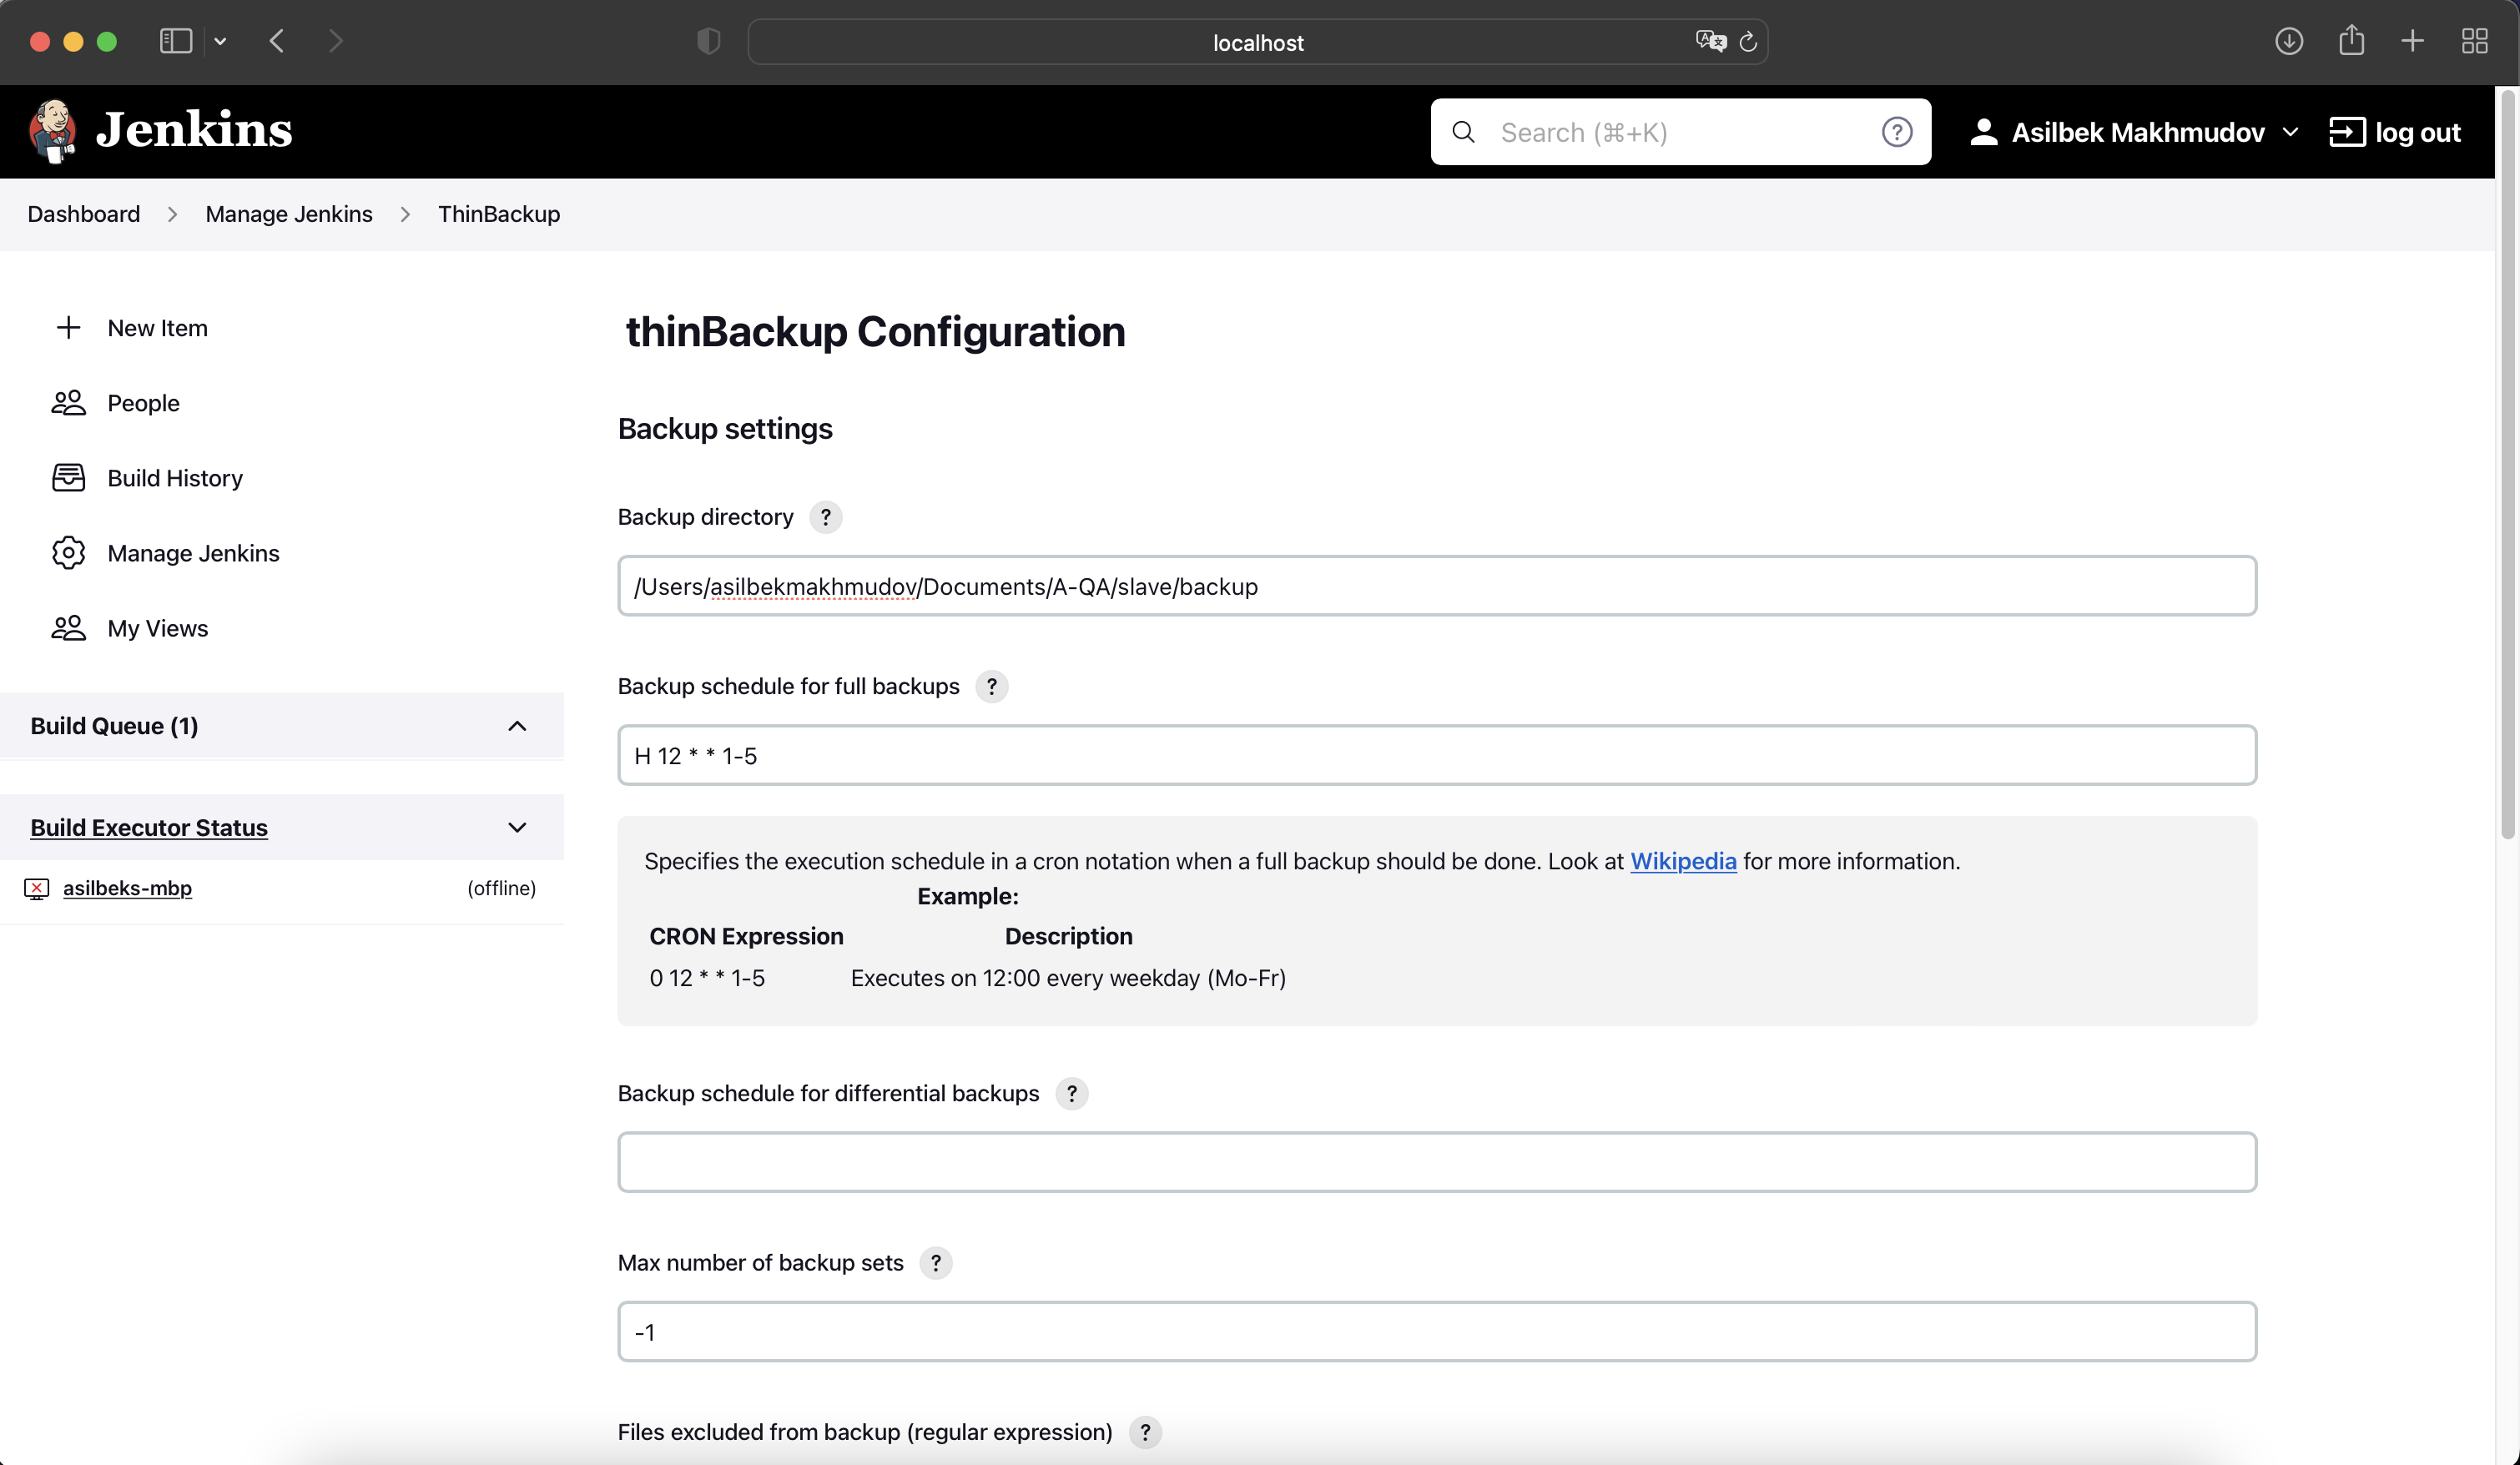 localhost
Jenkins
Search (⌘+K)
?
Asilbek Makhmudov
log out
Dashboard
Manage Jenkins
ThinBackup
New Item
People
Build History
Manage Jenkins
My Views
Build Queue (1)
Build Executor Status
asilbeks-mbp (offline)
thinBackup Configuration
Backup settings
Backup directory ?
/Users/asilbekmakhmudov/Documents/A-QA/slave/backup
Backup schedule for full backups ?
H 12 * * 1-5
Specifies the execution schedule in a cron notation when a full backup should be done. Look at Wikipedia for more information.
Example:
CRON Expression Description
0 12 * * 1-5 Executes on 12:00 every weekday (Mo-Fr)
Backup schedule for differential backups ?
Max number of backup sets ?
-1
Files excluded from backup (regular expression) ?